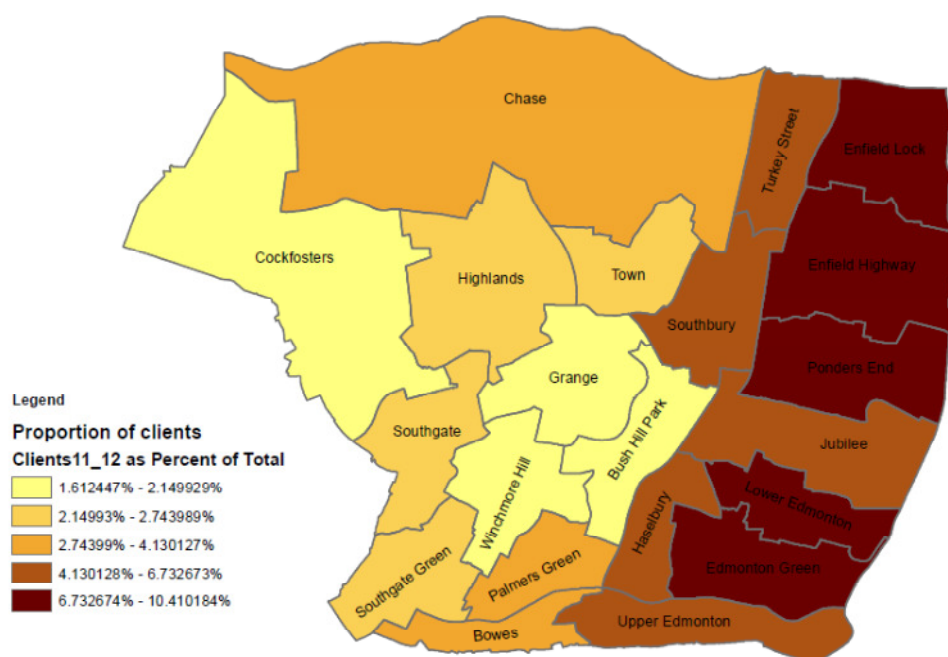 Chase
Turkey Street
Enfield Lock
Cockfosters
Highlands
Town
Enfield Highway
Southbury
Ponders End
Grange
Bush Hill Park
Southgate
Jubilee
Winchmore Hill
Lower Edmonton
Haselbury
Edmonton Green
Southgate Green
Palmers Green
Bowes
Upper Edmonton
Legend
Proportion of clients
Clients11_12 as Percent of Total
1.612447% - 2.149929%
2.14993% - 2.743989%
2.74399% - 4.130127%
4.130128% - 6.732673%
6.732674% - 10.410184%